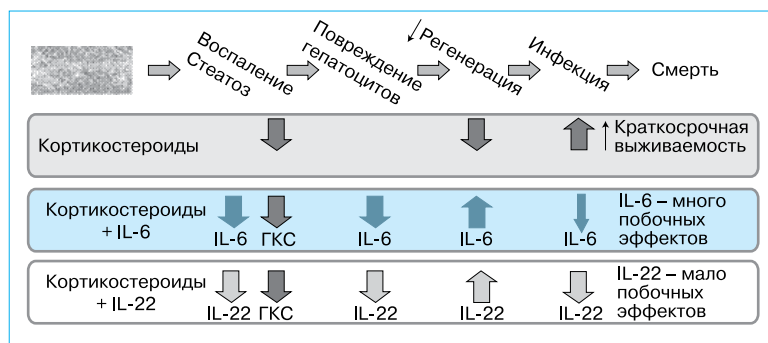 Воспаление
Стеатоз
Повреждение
гепатоцитов
Регенерация
Инфекция
Смерть
Кортикостероиды
Краткосрочная
выживаемость
Кортикостероиды
+ IL-6
IL-6 ГКС IL-6 IL-6 IL-6
IL-6 – много
побочных
эффектов
Кортикостероиды
+ IL-22
IL-22 ГКС IL-22 IL-22 IL-22
IL-22 – мало
побочных
эффектов